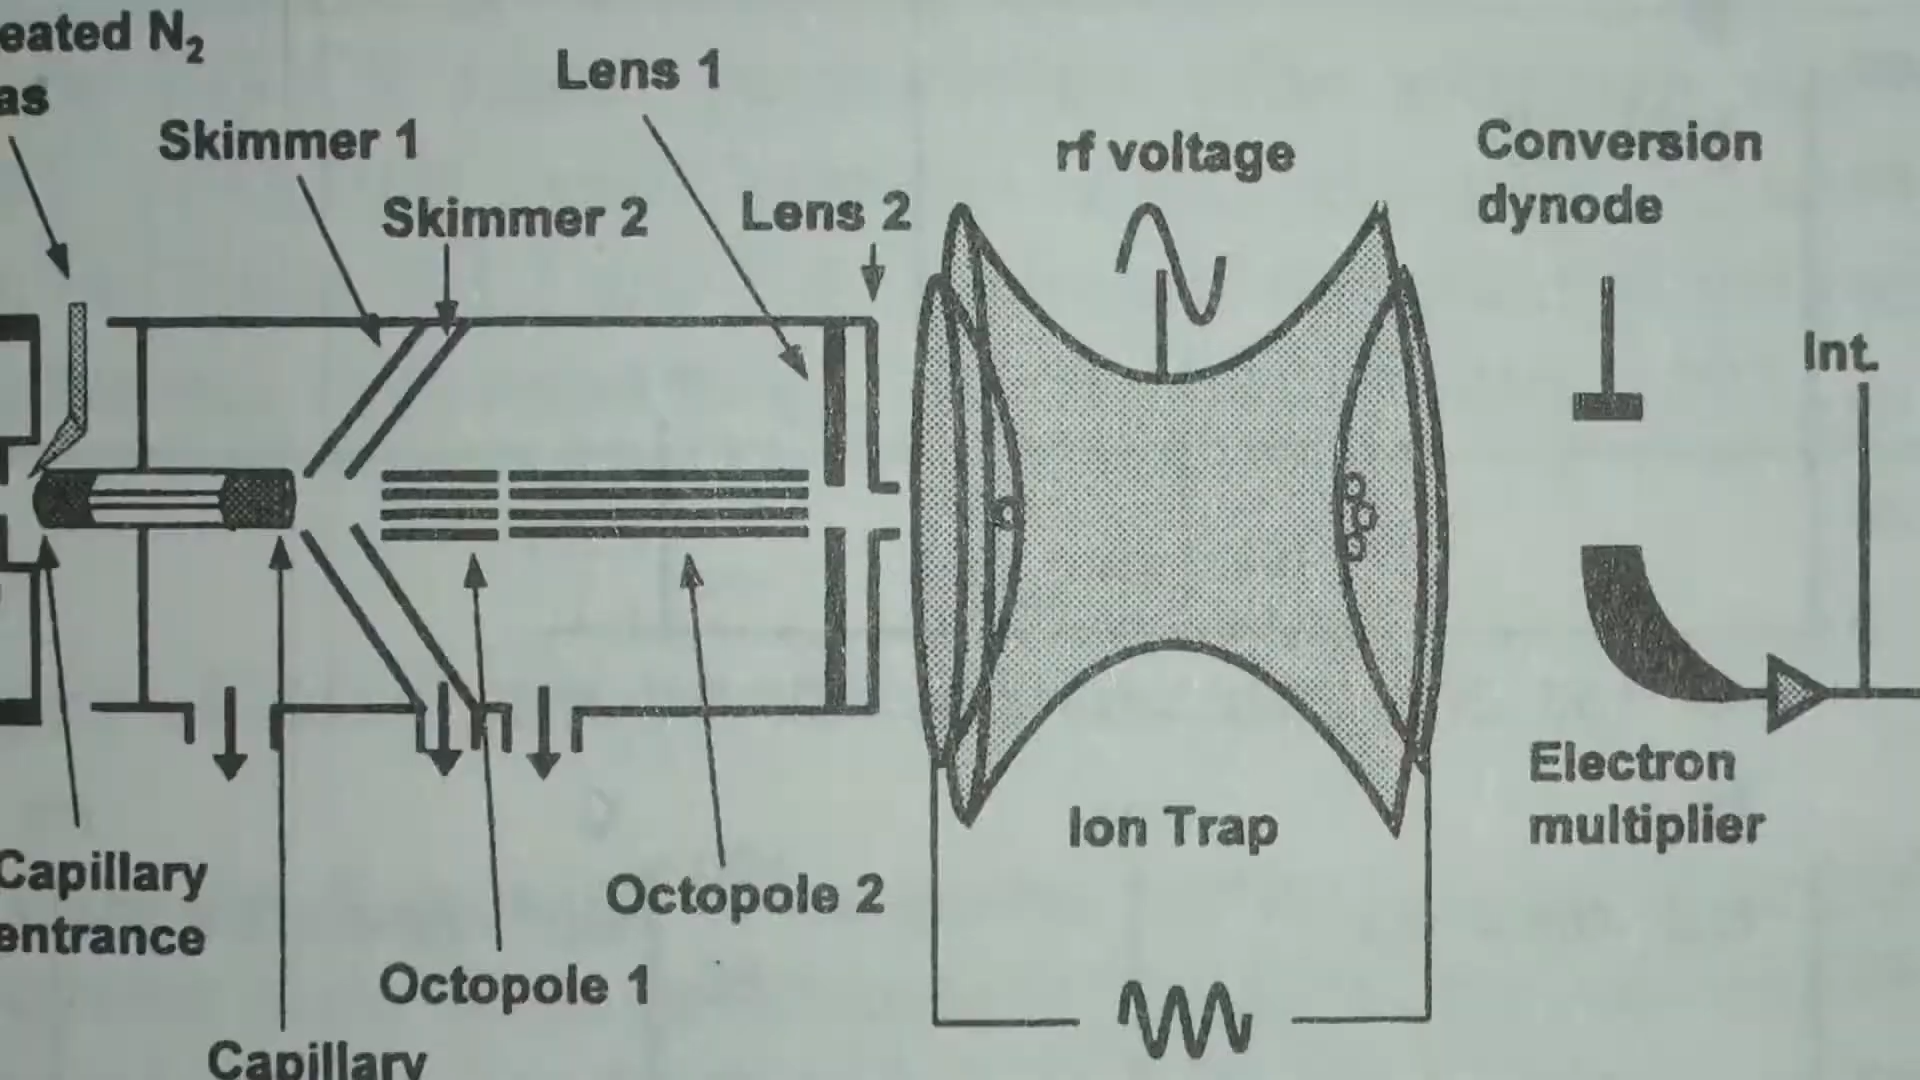 eated N2
as
Skimmer 1
Skimmer 2
Lens 1
Lens 2
rf voltage
Conversion
dynode
Int.
Electron
multiplier
Ion Trap
Octopole 2
Octopole 1
Capillary
entrance
Capillary